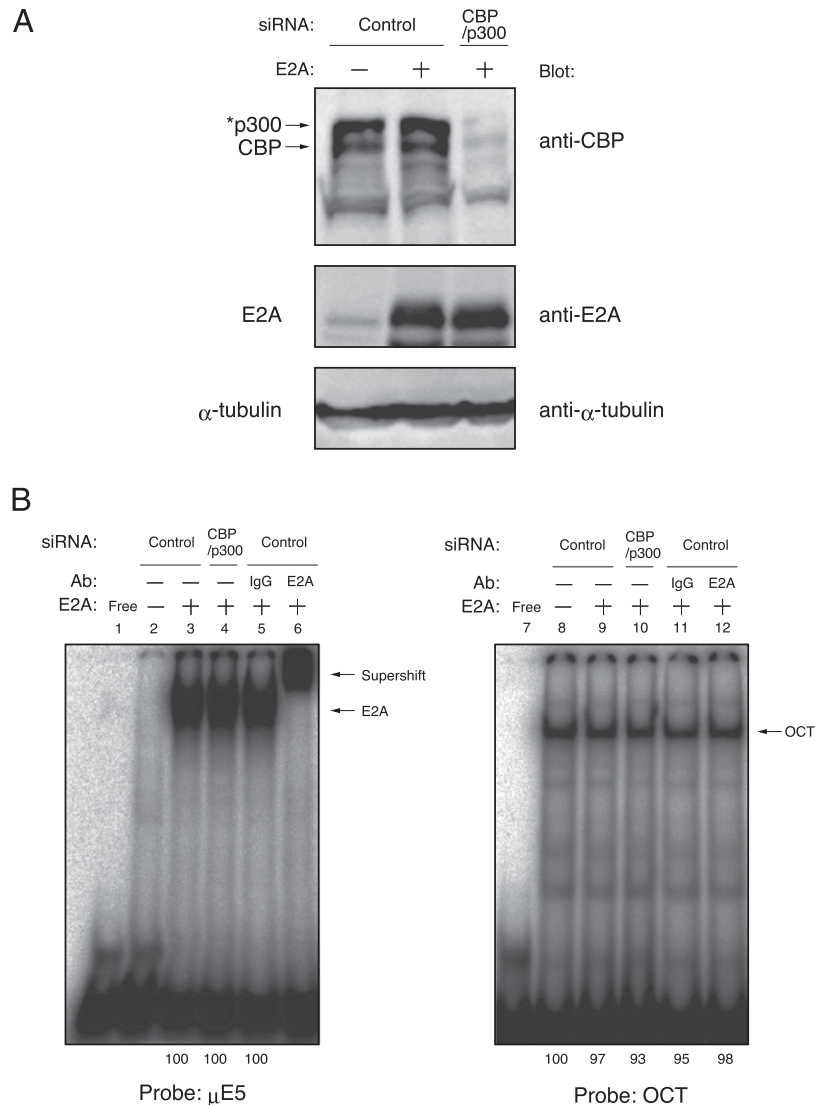 A
siRNA: Control CBP /p300
E2A: — + + Blot:
*p300
CBP
anti-CBP
E2A anti-E2A
α-tubulin anti-α-tubulin
B
siRNA: Control CBP /p300 Control
Ab: — — — IgG E2A
E2A: Free — + + + +
1 2 3 4 5 6
Supershift
E2A
100 100 100
Probe: μE5
siRNA: Control CBP /p300 Control
Ab: — — — IgG E2A
E2A: Free — + + + +
7 8 9 10 11 12
OCT
100 97 93 95 98
Probe: OCT